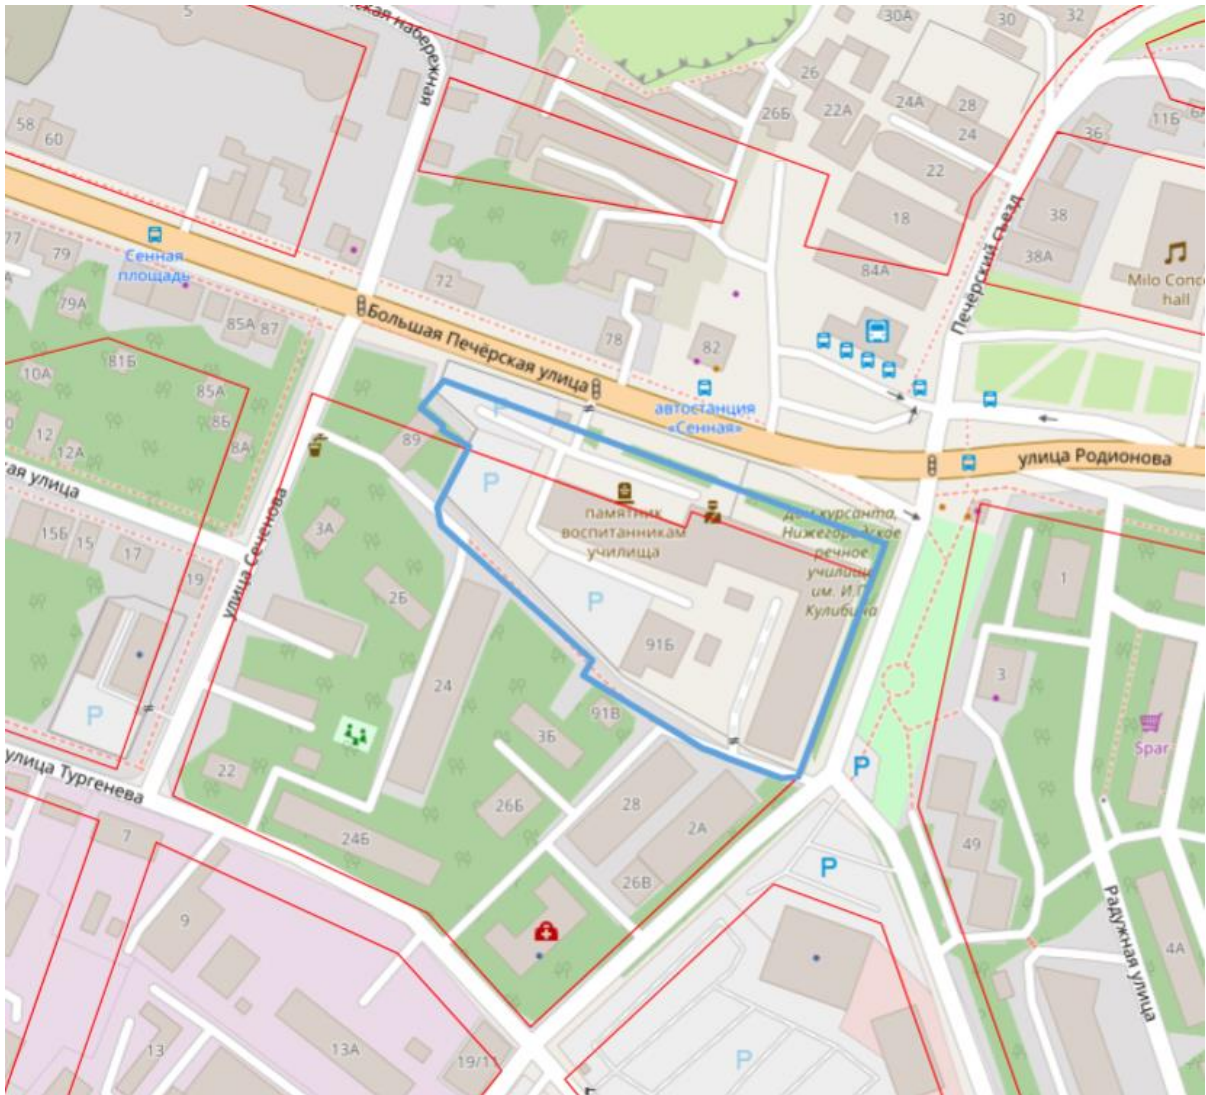 5
ская набережная
30А
30
32
26
22А
24А
28
24
26Б
22
18
84А
36
11Б
38
38А
Печёрский съезд
Milo Conce
hall
58
60
77
79
79А
Сенная
площадь
85А
87
72
78
82
Большая Печёрская улица
автостанция
«Сенная»
улица Родионова
10А
81Б
85А
8Б
8А
12
12А
ая улица
15Б
15
17
19
улица Сеченова
3А
2Б
24
89
P
P
P
памятник
воспитанникам
училища
Дом курсанта,
Нижегородское
речное
училище
им. И.П.
Кулибина
91Б
91В
3Б
26Б
28
2А
26В
22
24Б
P
улица Тургенева
7
9
13
13А
19/11
P
P
P
1
3
Spar
49
4А
Радужная улица